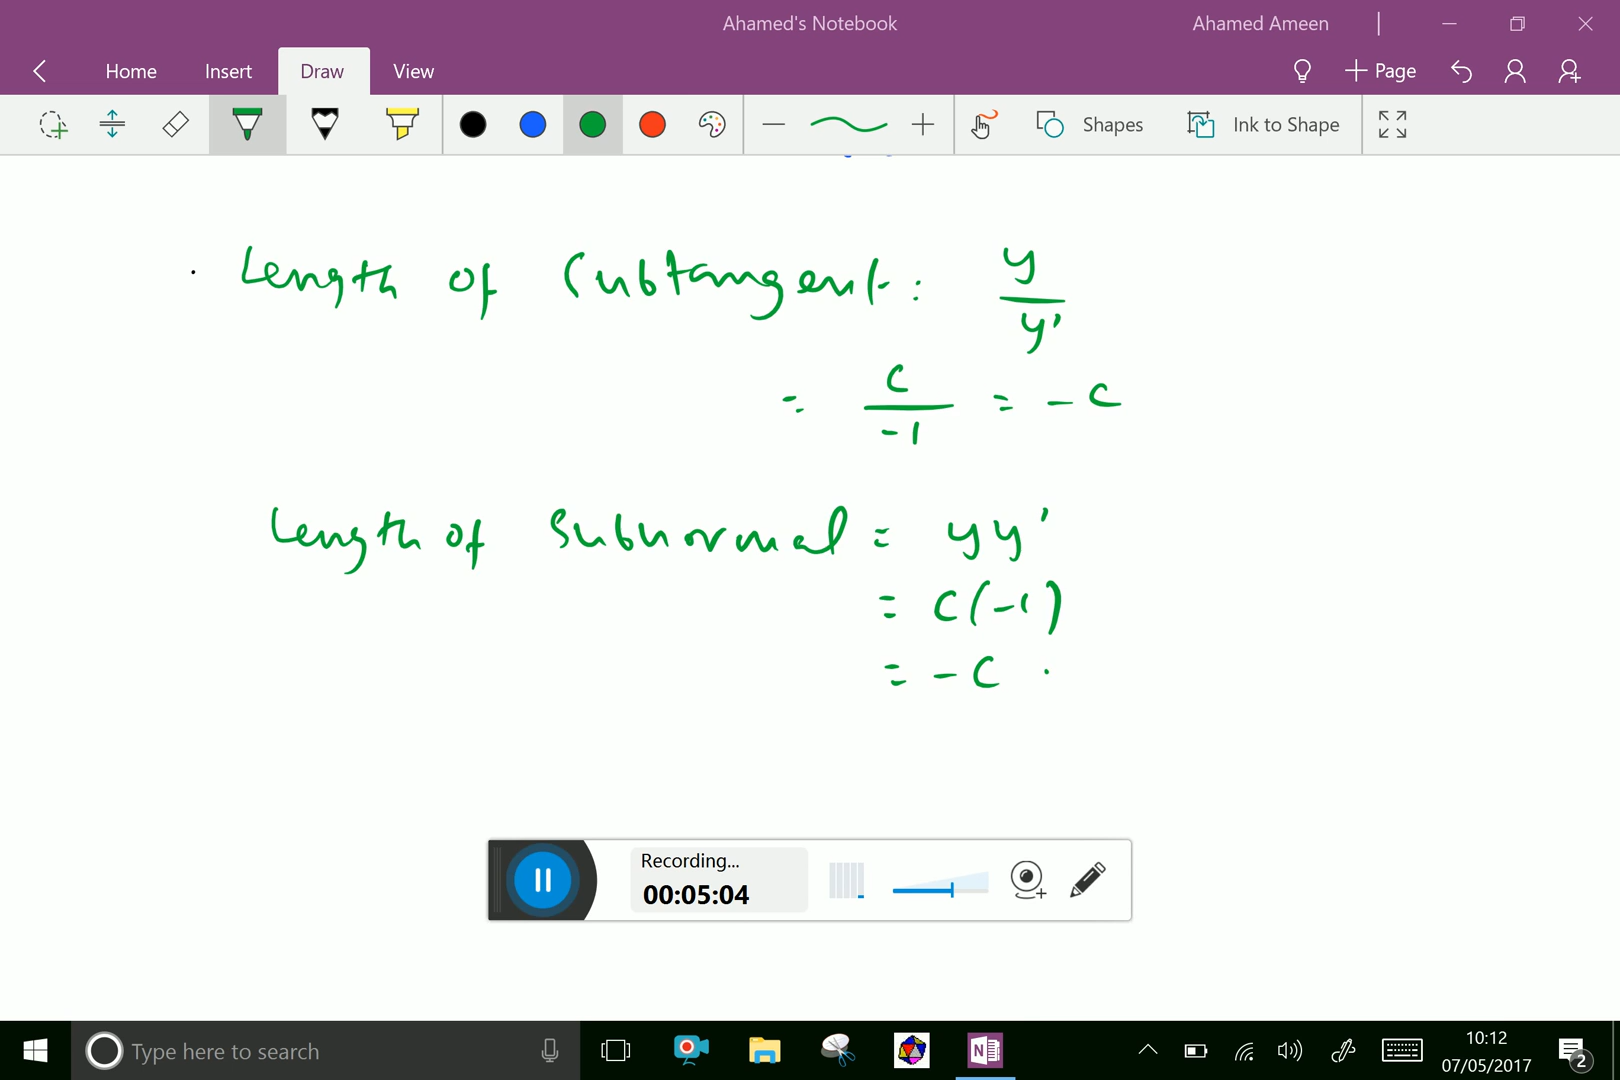 Ahamed's Notebook
Ahamed Ameen
Home Insert Draw View
Page
Shapes
Ink to Shape
Length of Subtangent : y/y'
= c/-1 = -c
Length of Subnormal = yy'
= c(-1)
= -c
Recording...
00:05:04
Type here to search
N
10:12
07/05/2017
2